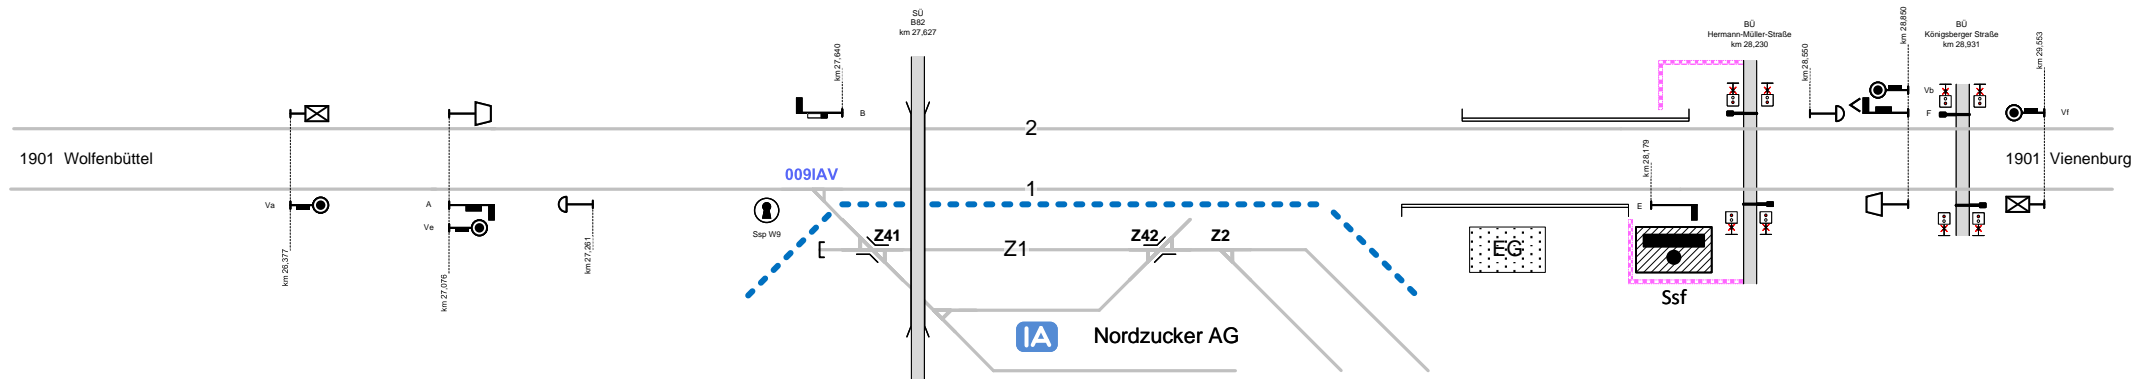 SÜ
B82
km 27,627
BÜ
Hermann-Müller-Straße
km 28,230
BÜ
Königsberger Straße
km 28,931
km 27,640
km 28,550
km 28,850
km 29,553
B
Vb
F
Vf
2
1901 Wolfenbüttel
1901 Vienenburg
km 28,179
009IAV
1
Va
A
Ve
E
Ssp W9
Z41
Z1
Z42
Z2
EG
km 26,377
km 27,076
km 27,261
Ssf
IA
Nordzucker AG